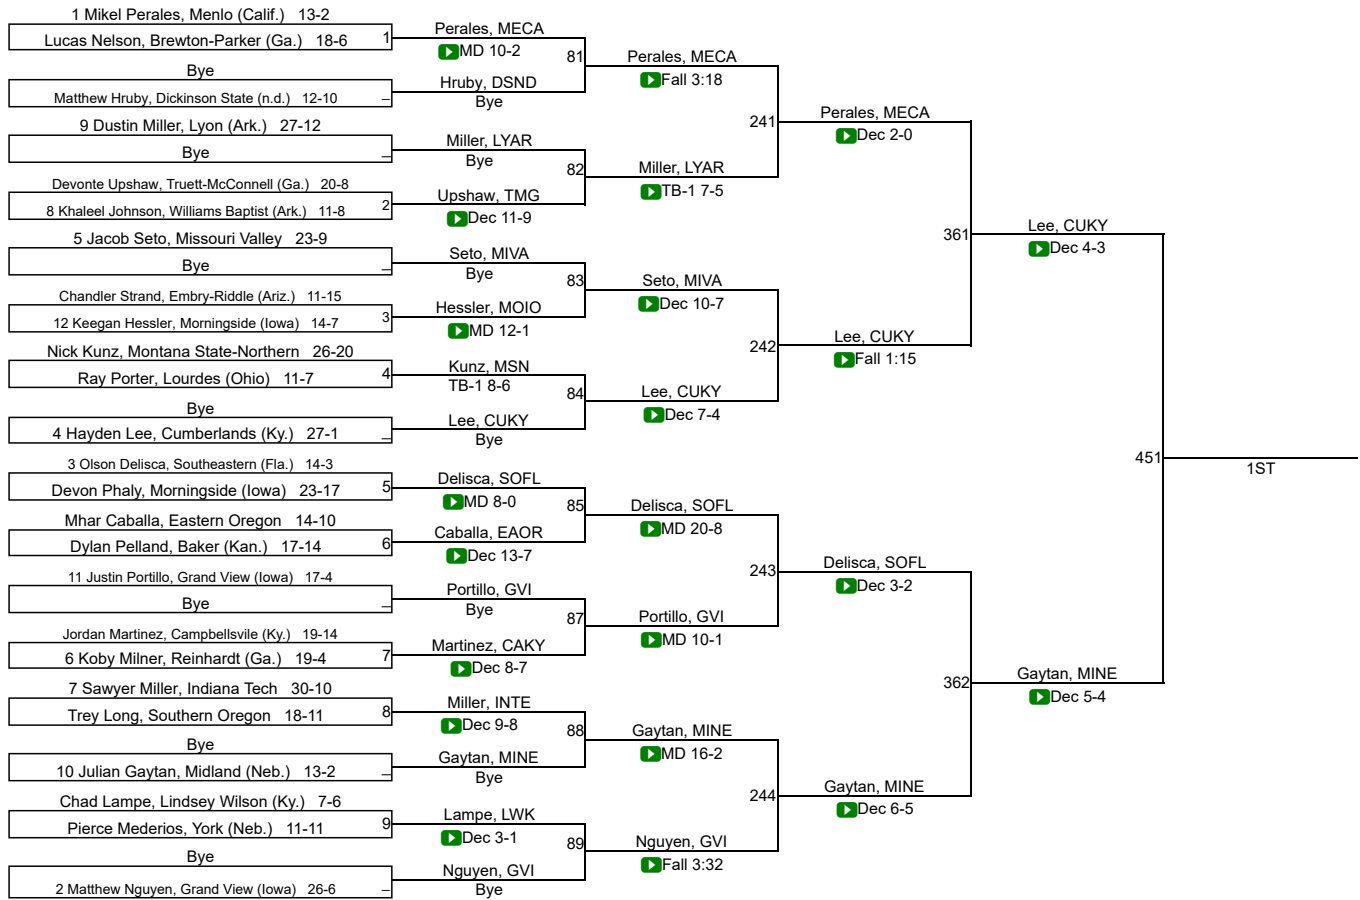 1 Mikel Perales, Menlo (Calif.) 13-2
Lucas Nelson, Brewton-Parker (Ga.) 18-6
1
Bye
Matthew Hruby, Dickinson State (n.d.) 12-10
_
9 Dustin Miller, Lyon (Ark.) 27-12
Bye
_
Devonte Upshaw, Truett-McConnell (Ga.) 20-8
8 Khaleel Johnson, Williams Baptist (Ark.) 11-8
2
5 Jacob Seto, Missouri Valley 23-9
Bye
_
Chandler Strand, Embry-Riddle (Ariz.) 11-15
12 Keegan Hessler, Morningside (Iowa) 14-7
3
Nick Kunz, Montana State-Northern 26-20
Ray Porter, Lourdes (Ohio) 11-7
4
Bye
4 Hayden Lee, Cumberlands (Ky.) 27-1
_
3 Olson Delisca, Southeastern (Fla.) 14-3
Devon Phaly, Morningside (Iowa) 23-17
5
Mhar Caballa, Eastern Oregon 14-10
Dylan Pelland, Baker (Kan.) 17-14
6
11 Justin Portillo, Grand View (Iowa) 17-4
Bye
_
Jordan Martinez, Campbellsvile (Ky.) 19-14
6 Koby Milner, Reinhardt (Ga.) 19-4
7
7 Sawyer Miller, Indiana Tech 30-10
Trey Long, Southern Oregon 18-11
8
Bye
10 Julian Gaytan, Midland (Neb.) 13-2
_
Chad Lampe, Lindsey Wilson (Ky.) 7-6
Pierce Mederios, York (Neb.) 11-11
9
Bye
2 Matthew Nguyen, Grand View (Iowa) 26-6
_
Perales, MECA
MD 10-2
81
Hruby, DSND
Bye
Miller, LYAR
Bye
82
Upshaw, TMG
Dec 11-9
Seto, MIVA
Bye
83
Hessler, MOIO
MD 12-1
Kunz, MSN
TB-1 8-6
84
Lee, CUKY
Bye
Delisca, SOFL
MD 8-0
85
Caballa, EAOR
Dec 13-7
Portillo, GVI
Bye
87
Martinez, CAKY
Dec 8-7
Miller, INTE
Dec 9-8
88
Gaytan, MINE
Bye
Lampe, LWK
Dec 3-1
89
Nguyen, GVI
Bye
Perales, MECA
Fall 3:18
241
Miller, LYAR
TB-1 7-5
Seto, MIVA
Dec 10-7
242
Lee, CUKY
Dec 7-4
Delisca, SOFL
MD 20-8
243
Portillo, GVI
MD 10-1
Gaytan, MINE
MD 16-2
244
Nguyen, GVI
Fall 3:32
Perales, MECA
Dec 2-0
361
Lee, CUKY
Fall 1:15
Delisca, SOFL
Dec 3-2
362
Gaytan, MINE
Dec 6-5
Lee, CUKY
Dec 4-3
451
Gaytan, MINE
Dec 5-4
1ST